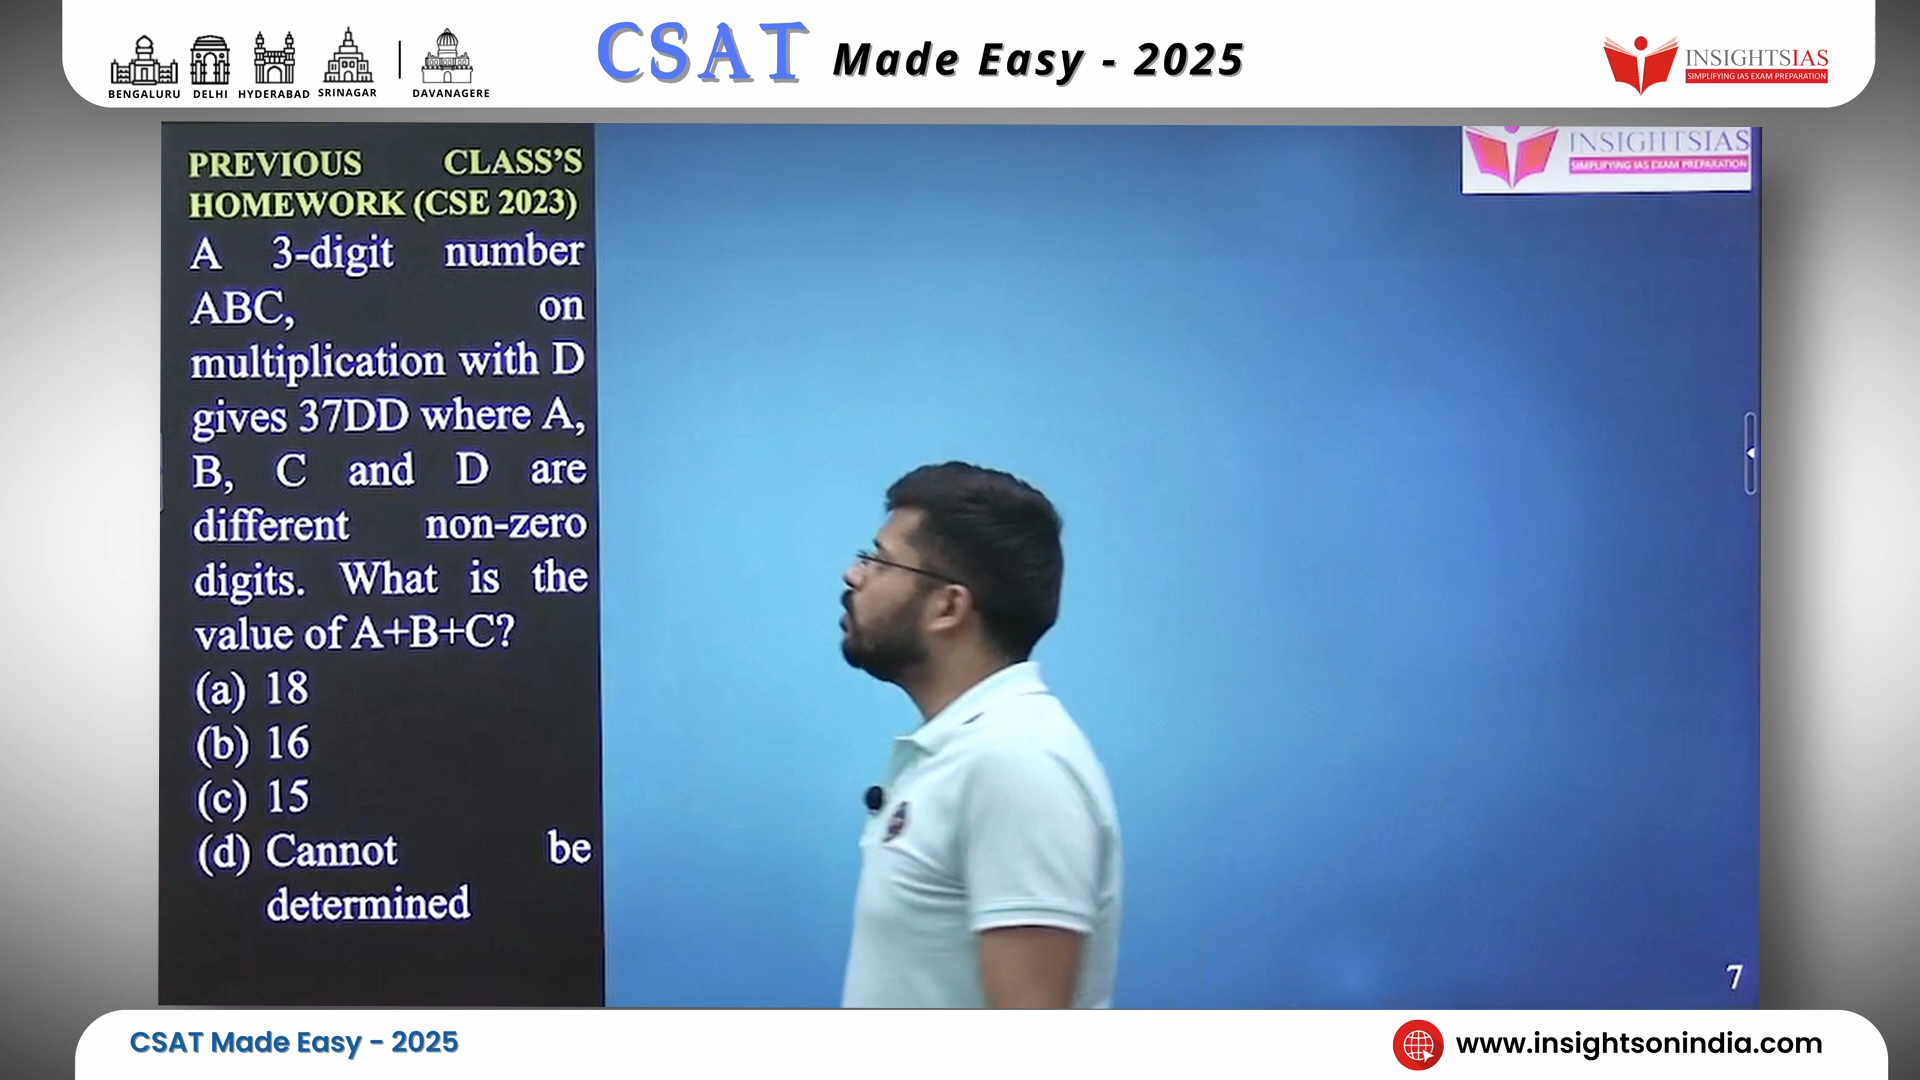 BENGALURU DELHI HYDERABAD SRINAGAR DAVANAGERE
CSAT Made Easy - 2025
INSIGHTSIAS
SIMPLIFYING IAS EXAM PREPARATION
INSIGHTSIAS
SIMPLIFYING IAS EXAM PREPARATION
PREVIOUS CLASS'S
HOMEWORK (CSE 2023)
A 3-digit number
ABC, on
multiplication with D
gives 37DD where A,
B, C and D are
different non-zero
digits. What is the
value of A+B+C?
(a) 18
(b) 16
(c) 15
(d) Cannot be
determined
7
CSAT Made Easy - 2025
www.insightsonindia.com